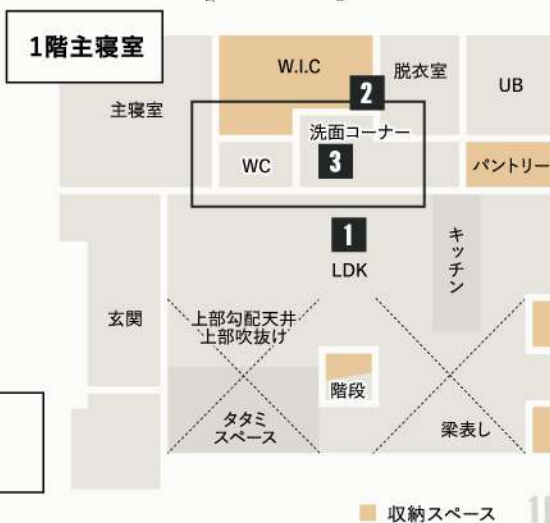 1階主寝室
W.I.C
2
脱衣室
UB
主寝室
洗面コーナー
WC
3
パントリー
1
LDK
キッチン
玄関
上部勾配天井
上部吹抜け
階段
タタミ
スペース
梁表し
収納スペース